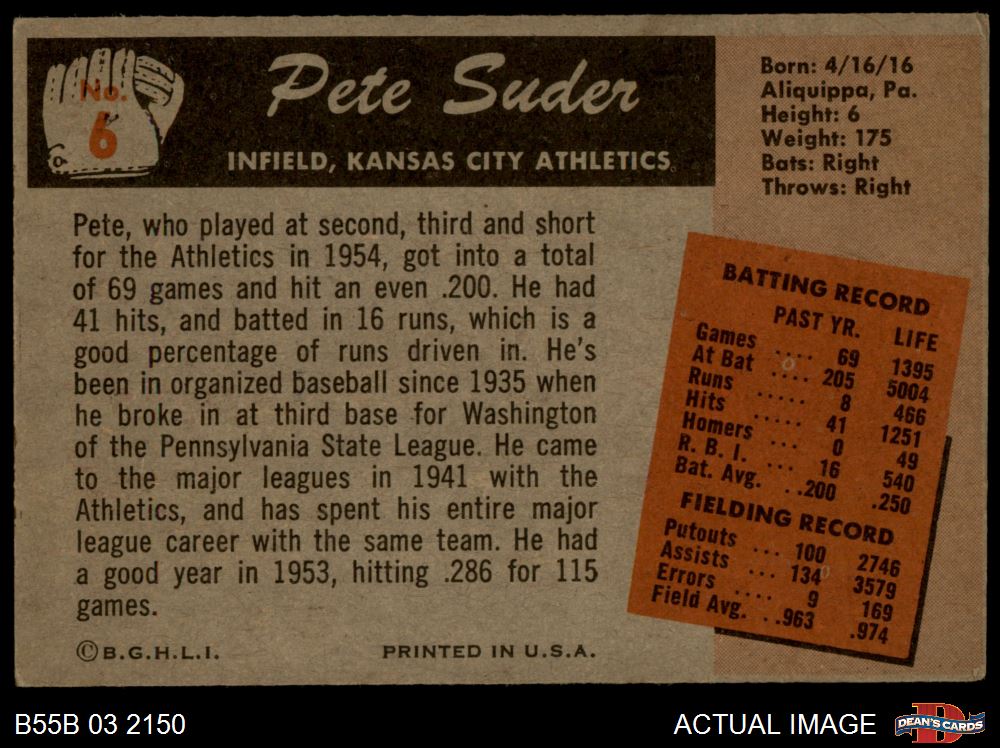 No.
6
Pete Suder
INFIELD, KANSAS CITY ATHLETICS
Born: 4/16/16
Aliquippa, Pa.
Height: 6
Weight: 175
Bats: Right
Throws: Right
Pete, who played at second, third and short
for the Athletics in 1954, got into a total
of 69 games and hit an even .200. He had
41 hits, and batted in 16 runs, which is a
good percentage of runs driven in. He's
been in organized baseball since 1935 when
he broke in at third base for Washington
of the Pennsylvania State League. He came
to the major leagues in 1941 with the
Athletics, and has spent his entire major
league career with the same team. He had
a good year in 1953, hitting .286 for 115
games.
BATTING RECORD
PAST YR. LIFE
Games .... 69 1395
At Bat .... 205 5004
Runs ..... 8 466
Hits ..... 41 1251
Homers ... 0 49
R. B. I. ... 16 540
Bat. Avg. ..200 .250
FIELDING RECORD
Putouts ... 100 2746
Assists ... 134 3579
Errors .... 9 169
Field Avg. ..963 .974
© B.G.H.L.I. PRINTED IN U.S.A.
B55B 03 2150 ACTUAL IMAGE DEAN'S CARDS